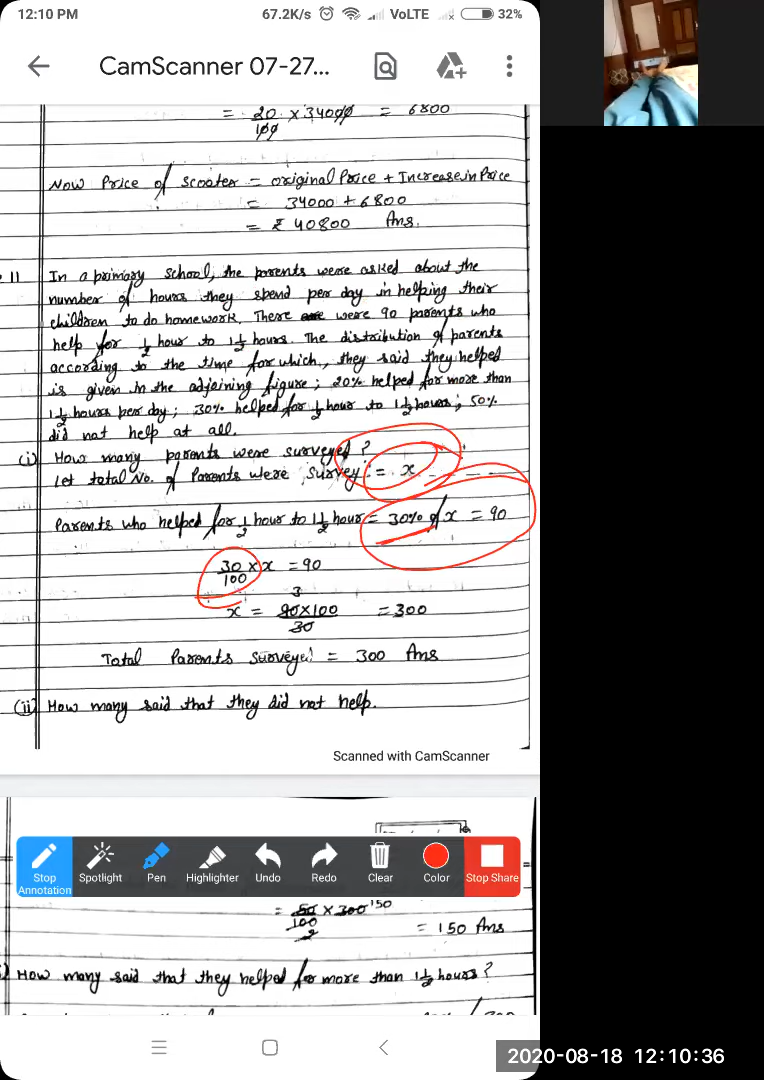 12:10 PM 67.2K/s VoLTE 32%
CamScanner 07-27...
= 20/100 × 34000 = 6800
Now Price of scooter = original Price + Increase in Price
= 34000 + 6800
= ₹ 40800 Ans.
11 In a primary school, the parents were asked about the
number of hours they spend per day in helping their
children to do homework. There were 90 parents who
help for 1/2 hour to 1 1/2 hours. The distribution of parents
according to the time for which, they said they helped
is given in the adjoining figure; 20% helped for more than
1 1/2 hours per day; 30% helped for 1/2 hour to 1 1/2 hours; 50%
did not help at all.
(i) How many parents were surveyed?
Let total No. of Parents were Survey = x
Parents who helped for 1/2 hour to 1 1/2 hour = 30% of x = 90
30/100 × x = 90
x = 90×100/30 = 300
3
Total Parents Surveyed = 300 Ans
(ii) How many said that they did not help.
Scanned with CamScanner
Stop Annotation Spotlight Pen Highlighter Undo Redo Clear Color Stop Share
= 50/100 × 300 150
2
= 150 Ans
) How many said that they helped for more than 1 1/2 hours?
2020-08-18 12:10:36